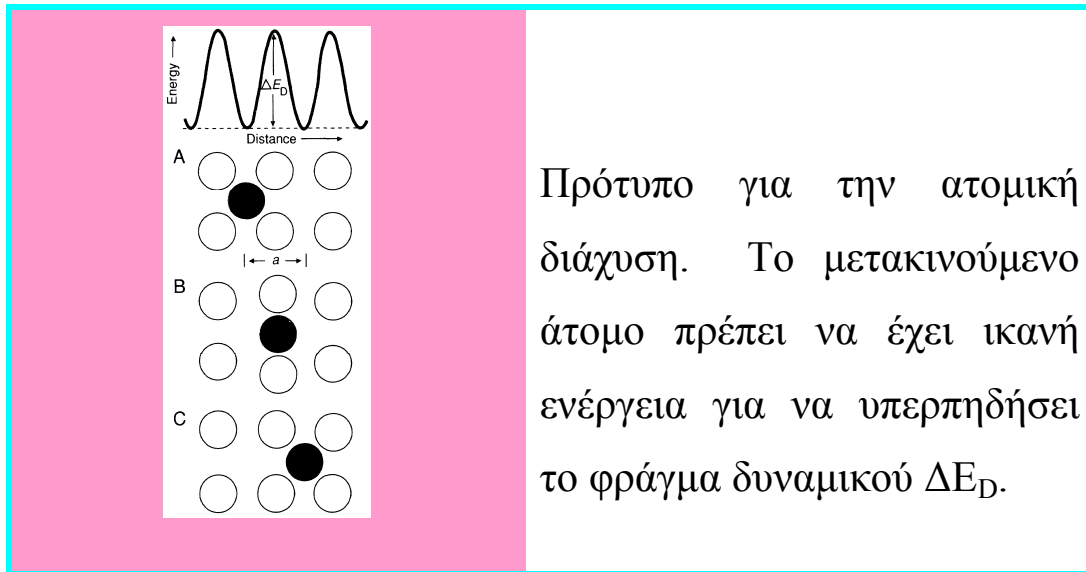 Energy
ΔE_D
Distance
A
a
B
C
Πρότυπο για την ατομική
διάχυση. Το μετακινούμενο
άτομο πρέπει να έχει ικανή
ενέργεια για να υπερπηδήσει
το φράγμα δυναμικού ΔE_D.